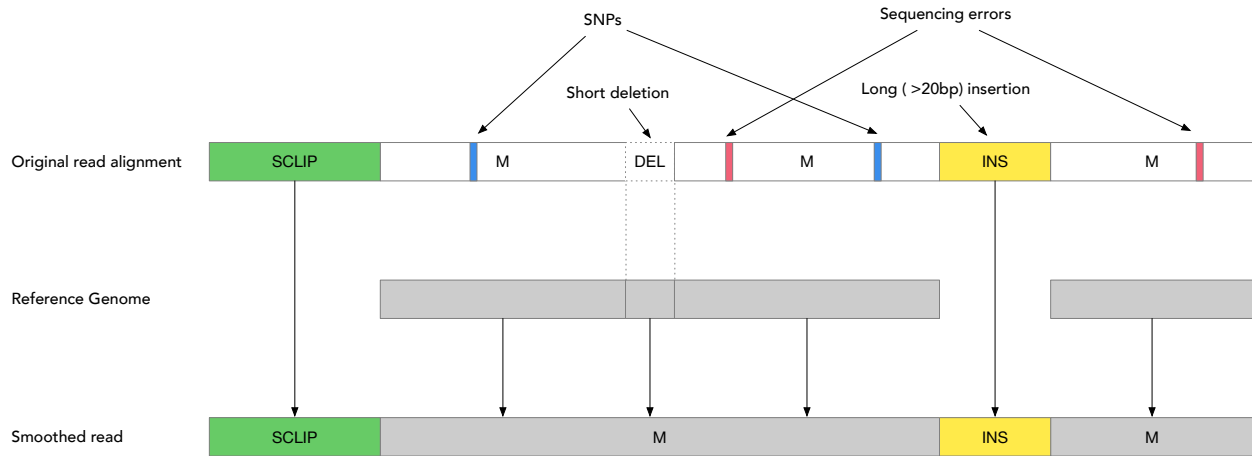 SNPs
Sequencing errors
Short deletion
Long ( >20bp) insertion
Original read alignment
SCLIP
M
DEL
M
INS
M
Reference Genome
Smoothed read
SCLIP
M
INS
M